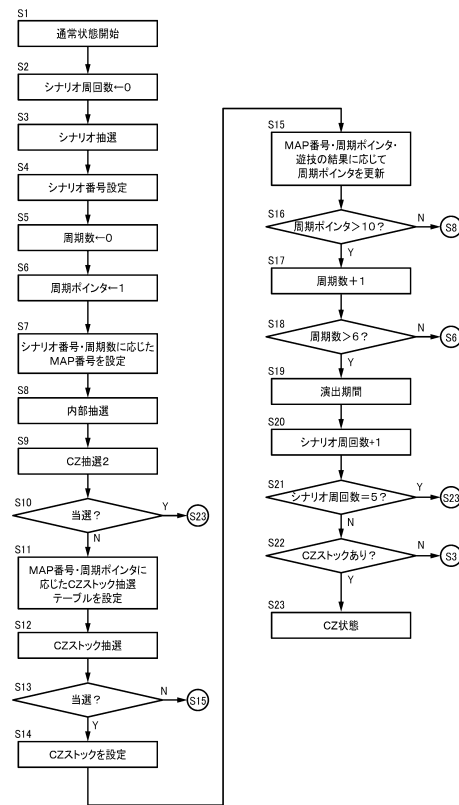 S1
通常状態開始
S2
シナリオ周回数←0
S3
シナリオ抽選
S4
シナリオ番号設定
S5
周期数←0
S6
周期ポインタ←1
S7
シナリオ番号・周期数に応じた
MAP番号を設定
S8
内部抽選
S9
CZ抽選2
S10
当選？
Y
S23
N
S11
MAP番号・周期ポインタに
応じたCZストック抽選
テーブルを設定
S12
CZストック抽選
S13
当選？
N
S15
Y
S14
CZストックを設定
S15
MAP番号・周期ポインタ・
遊技の結果に応じて
周期ポインタを更新
S16
周期ポインタ＞10？
N
S8
Y
S17
周期数＋1
S18
周期数＞6？
N
S6
Y
S19
演出期間
S20
シナリオ周回数+1
S21
シナリオ周回数＝5？
Y
S23
N
S22
CZストックあり？
N
S3
Y
S23
CZ状態